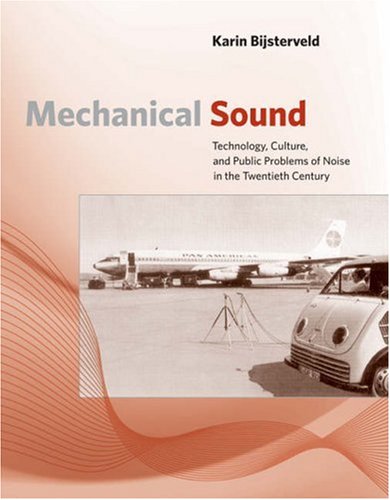 Karin Bijsterveld
Mechanical Sound
Technology, Culture,
and Public Problems of Noise
in the Twentieth Century
PAN AMERICAN